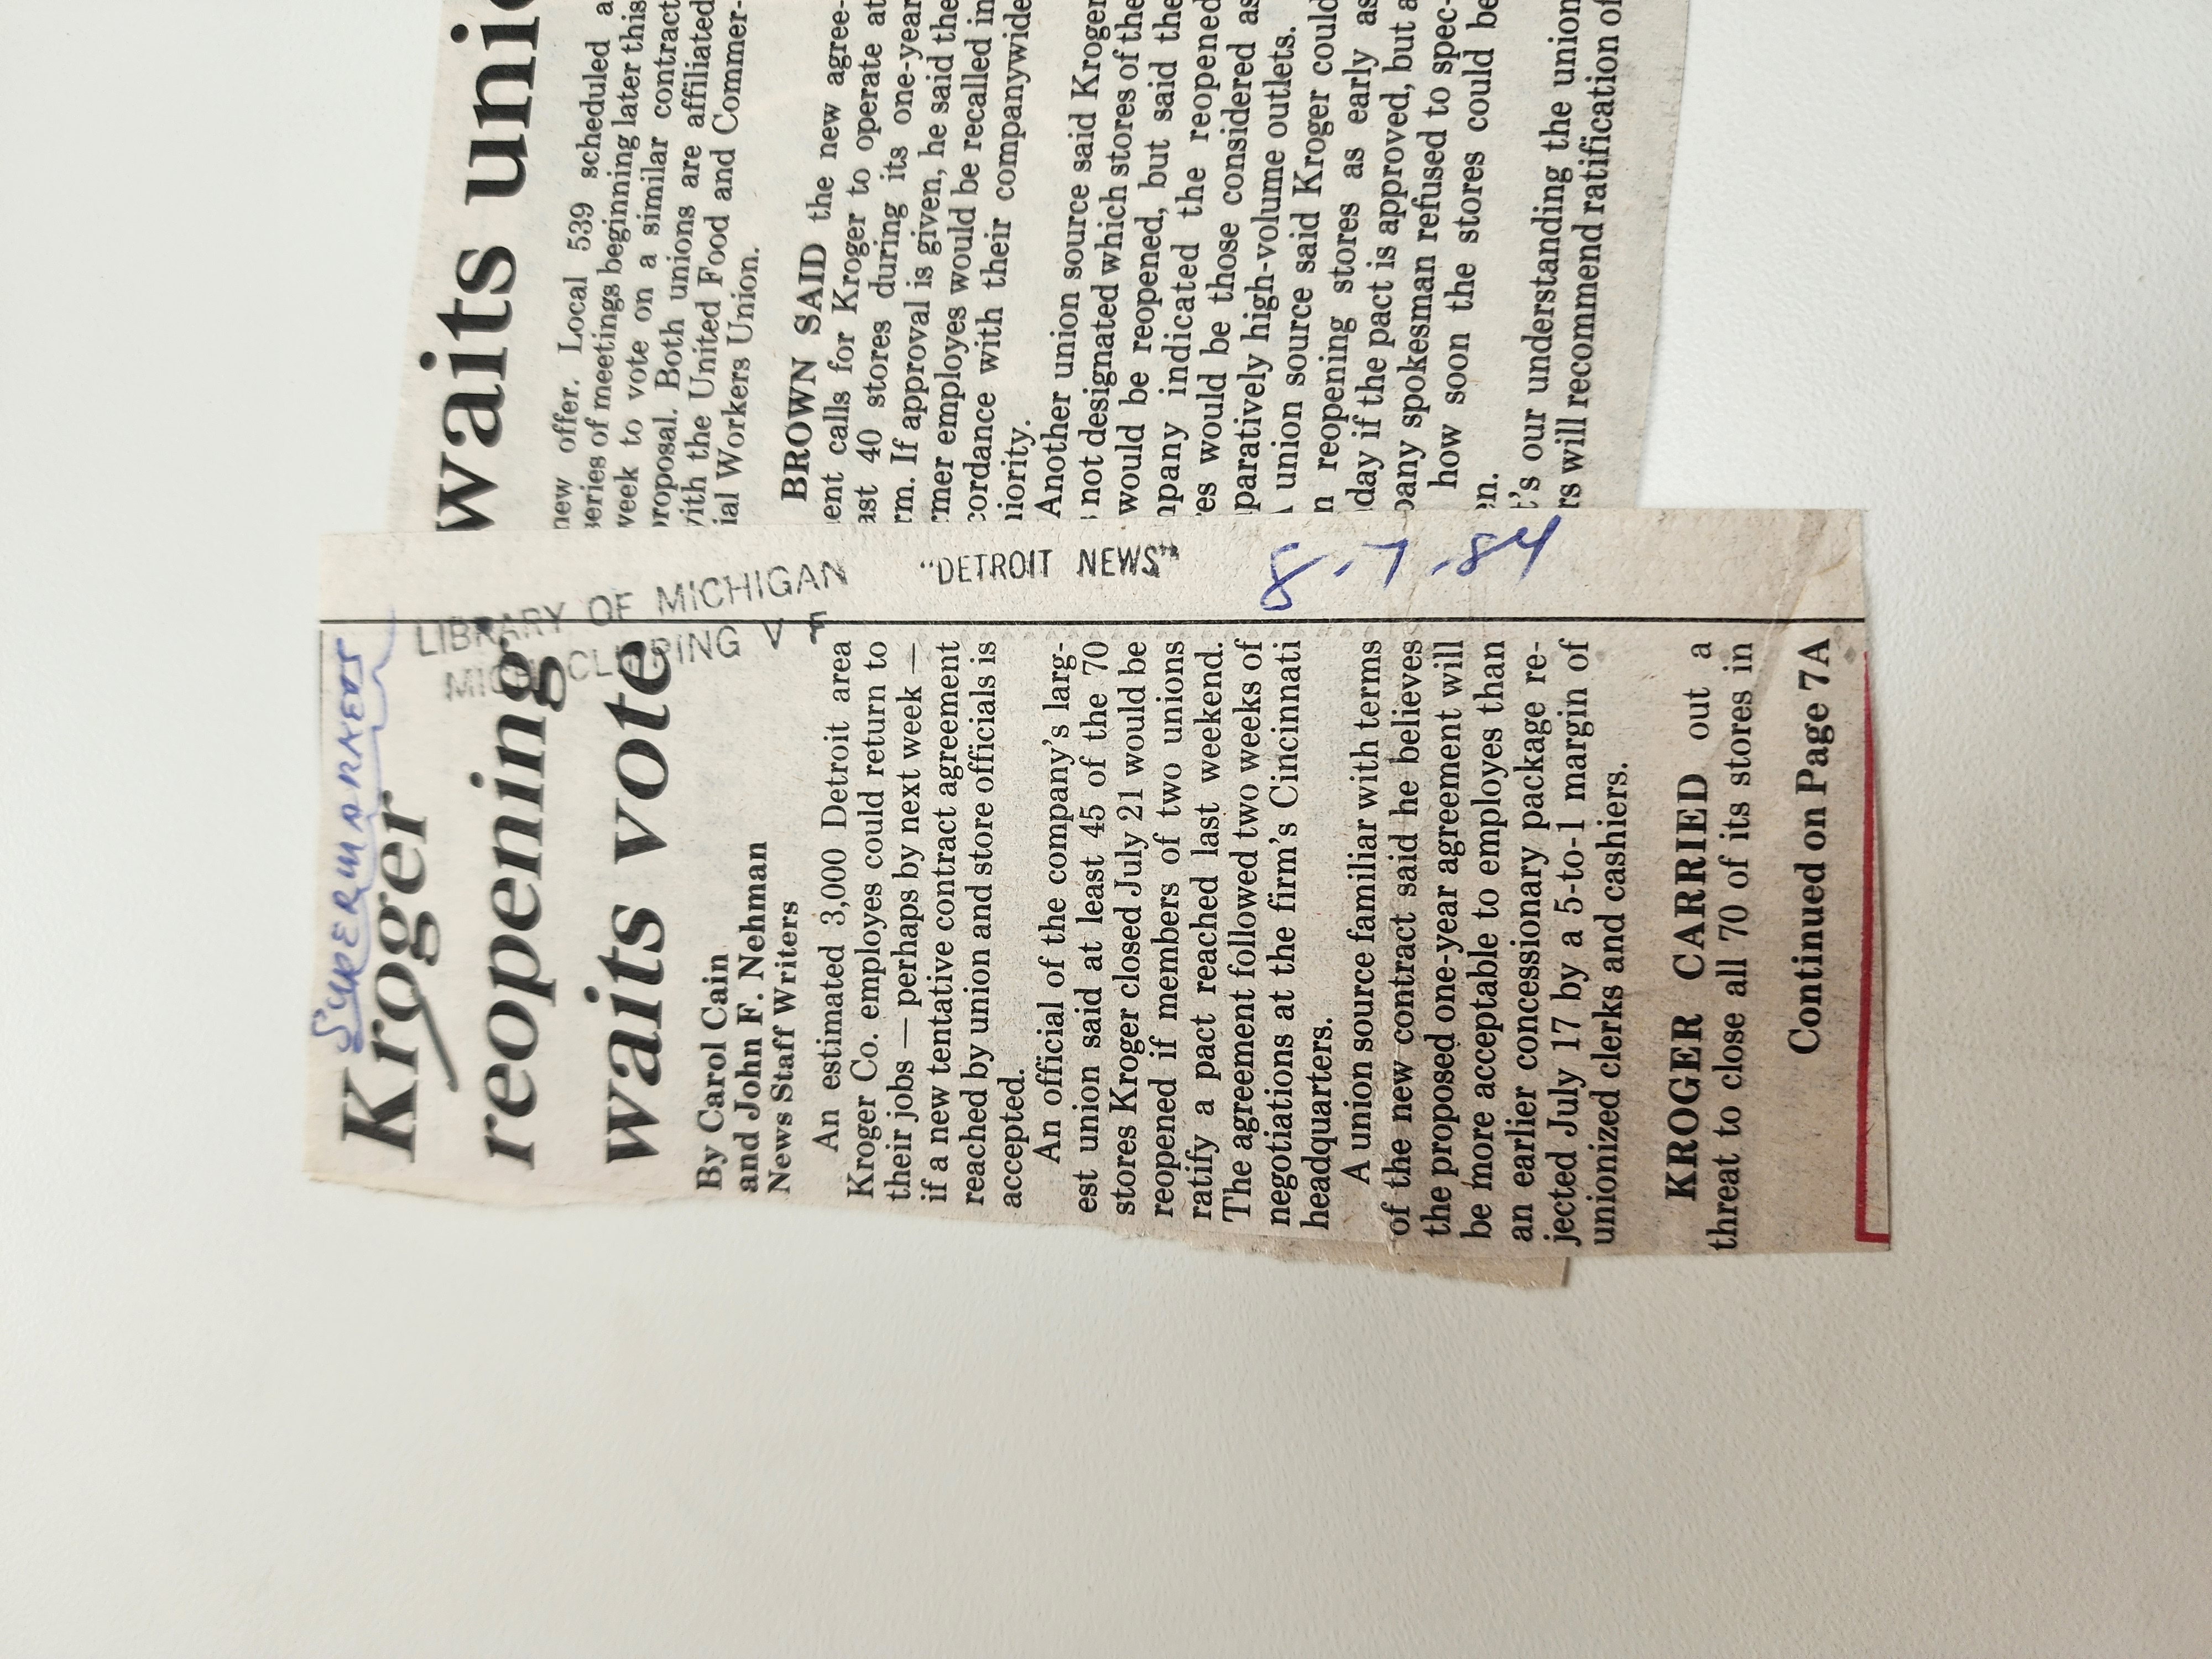 SUPERMARKETS
Kroger
reopening
waits vote
LIBRARY OF MICHIGAN
CLIPPING
"DETROIT NEWS"
8-7-84
By Carol Cain
and John F. Nehman
News Staff Writers
An estimated 3,000 Detroit area
Kroger Co. employes could return to
their jobs — perhaps by next week —
if a new tentative contract agreement
reached by union and store officials is
accepted.
An official of the company's larg-
est union said at least 45 of the 70
stores Kroger closed July 21 would be
reopened if members of two unions
ratify a pact reached last weekend.
The agreement followed two weeks of
negotiations at the firm's Cincinnati
headquarters.
A union source familiar with terms
of the new contract said he believes
the proposed one-year agreement will
be more acceptable to employes than
an earlier concessionary package re-
jected July 17 by a 5-to-1 margin of
unionized clerks and cashiers.
KROGER CARRIED out a
threat to close all 70 of its stores in
Continued on Page 7A
waits uni
new offer. Local 539 scheduled a
series of meetings beginning later this
week to vote on a similar contract
proposal. Both unions are affiliated
with the United Food and Commer-
ial Workers Union.
BROWN SAID the new agree-
ent calls for Kroger to operate at
ast 40 stores during its one-year
rm. If approval is given, he said the
rmer employes would be recalled in
cordance with their companywide
niority.
Another union source said Kroger
not designated which stores of the
would be reopened, but said the
mpany indicated the reopened
es would be those considered as
paratively high-volume outlets.
union source said Kroger could
n reopening stores as early as
day if the pact is approved, but a
pany spokesman refused to spec-
how soon the stores could be
en.
t's our understanding the union
rs will recommend ratification of